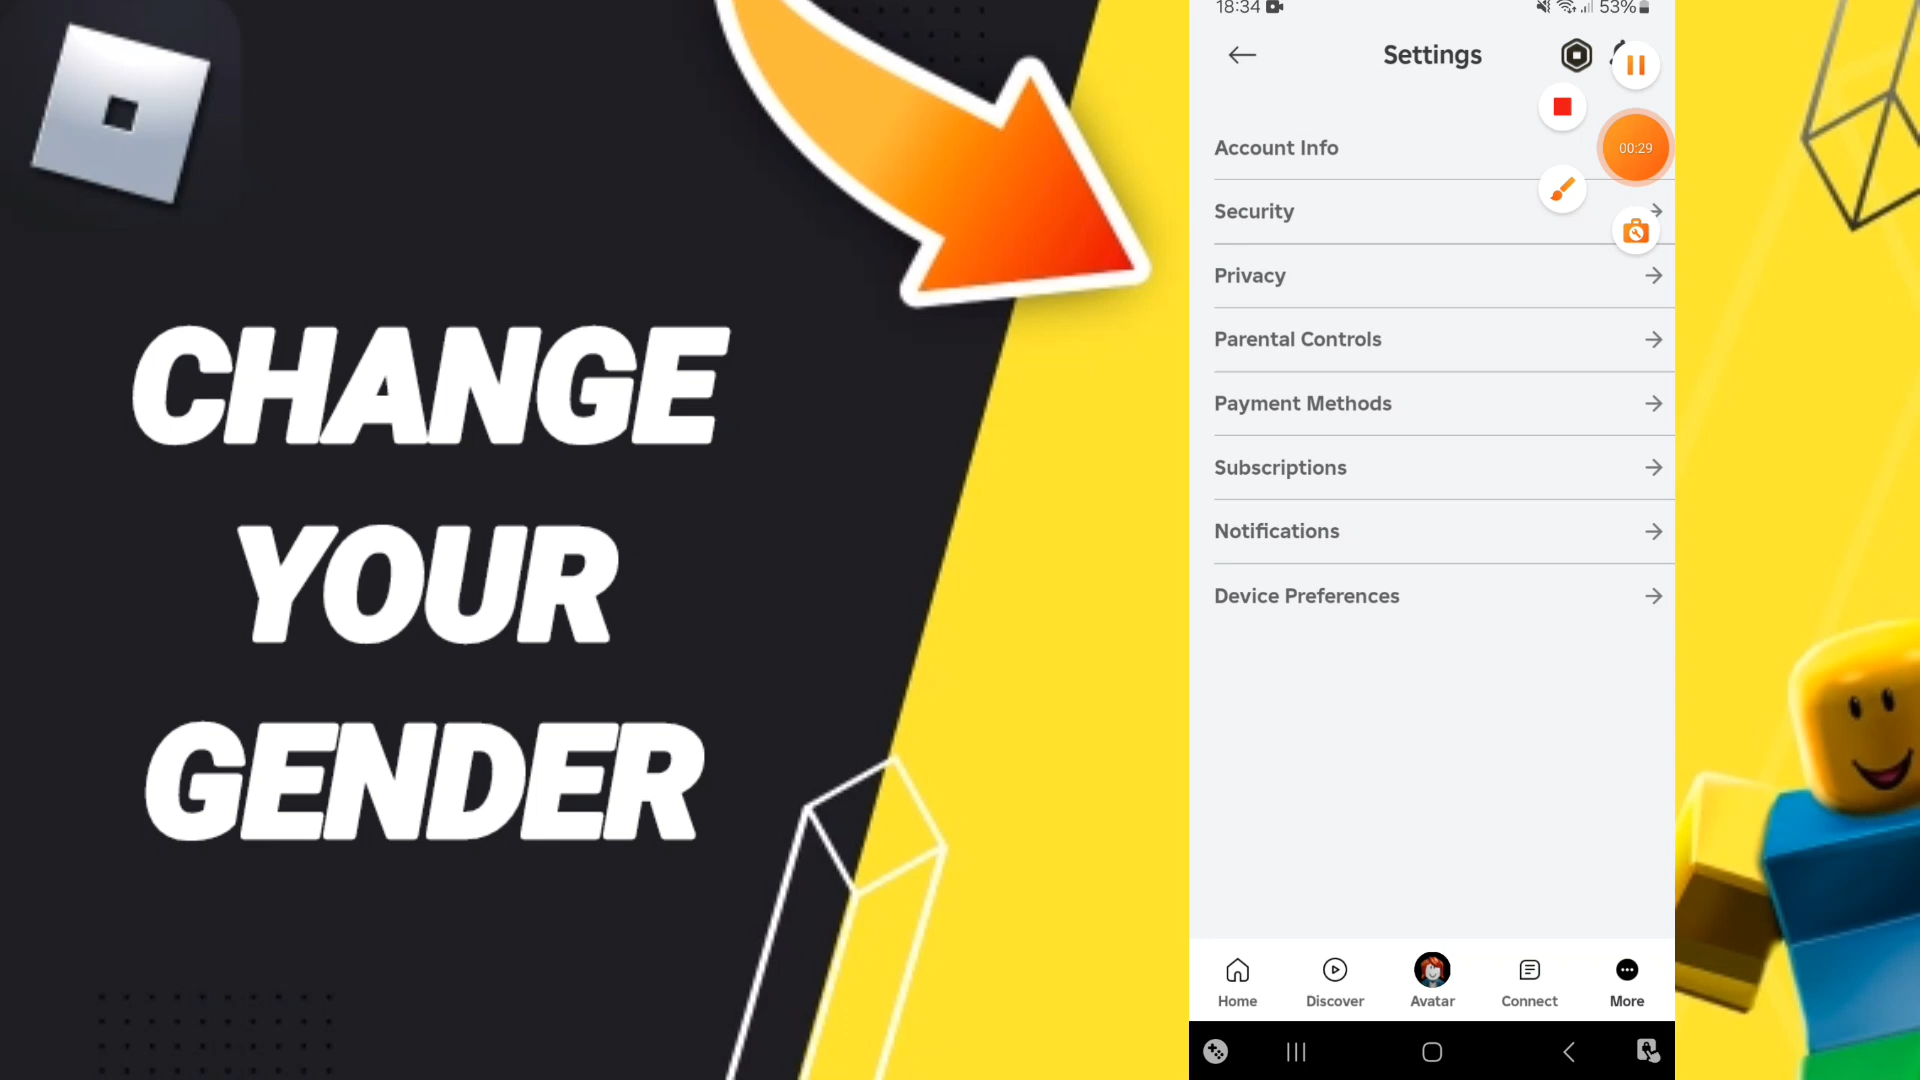 CHANGE
YOUR
GENDER
18:34
53%
Settings
00:29
Account Info
Security
Privacy
Parental Controls
Payment Methods
Subscriptions
Notifications
Device Preferences
Home
Discover
Avatar
Connect
More